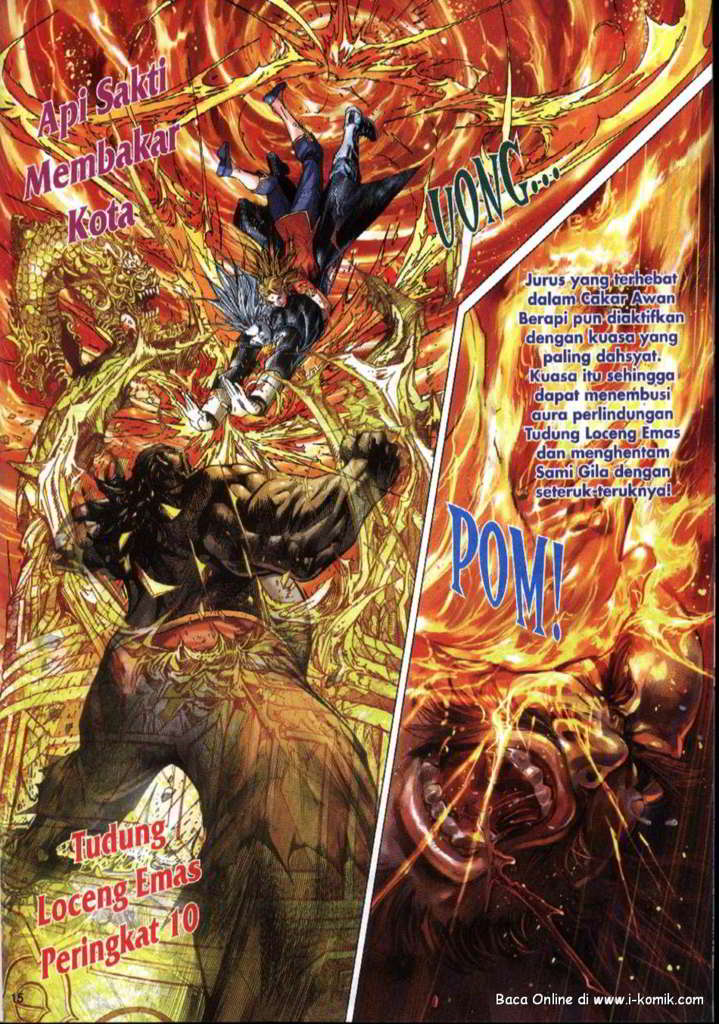 Api Sakti
Membakar
Kota
UONG...
Jurus yang terhebat
dalam Cakar Awan
Berapi pun diaktifkan
dengan kuasa yang
paling dahsyat.
Kuasa itu sehingga
dapat menembusi
aura perlindungan
Tudung Loceng Emas
dan menghentam
Sami Gila dengan
seteruk-teruknya!
POM!
Tudung
Loceng Emas
Peringkat 10
15
Baca Online di www.i-komik.com